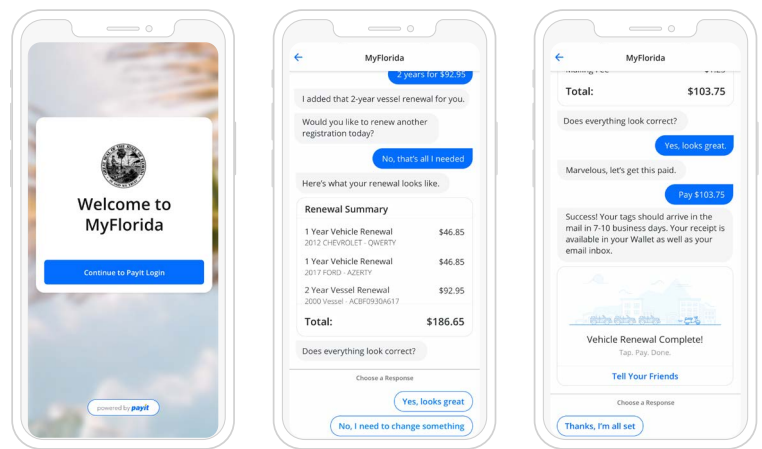 Welcome to
MyFlorida
Continue to PayIt Login
powered by payit
MyFlorida
2 years for $92.95
I added that 2-year vessel renewal for you.
Would you like to renew another
registration today?
No, that's all I needed
Here's what your renewal looks like.
Renewal Summary
1 Year Vehicle Renewal $46.85
2012 CHEVROLET - QWERTY
1 Year Vehicle Renewal $46.85
2017 FORD - AZERTY
2 Year Vessel Renewal $92.95
2000 Vessel - ACBF0930A617
Total: $186.65
Does everything look correct?
Choose a Response
Yes, looks great
No, I need to change something
MyFlorida
Mailing Fee $1.25
Total: $103.75
Does everything look correct?
Yes, looks great.
Marvelous, let's get this paid.
Pay $103.75
Success! Your tags should arrive in the
mail in 7-10 business days. Your receipt is
available in your Wallet as well as your
email inbox.
Vehicle Renewal Complete!
Tap. Pay. Done.
Tell Your Friends
Choose a Response
Thanks, I'm all set